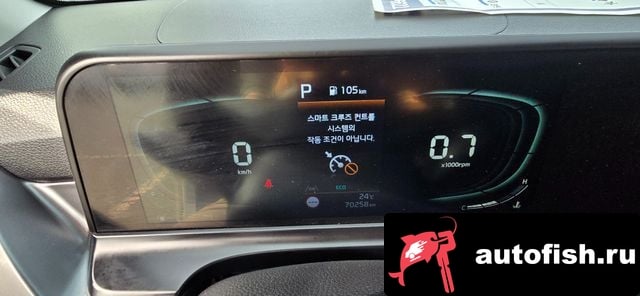 P 105km
스마트 크루즈 컨트롤
시스템의
작동 조건이 아닙니다.
0
km/h
0.7
x1000rpm
ECO
24℃
70258km
H
C
autofish.ru